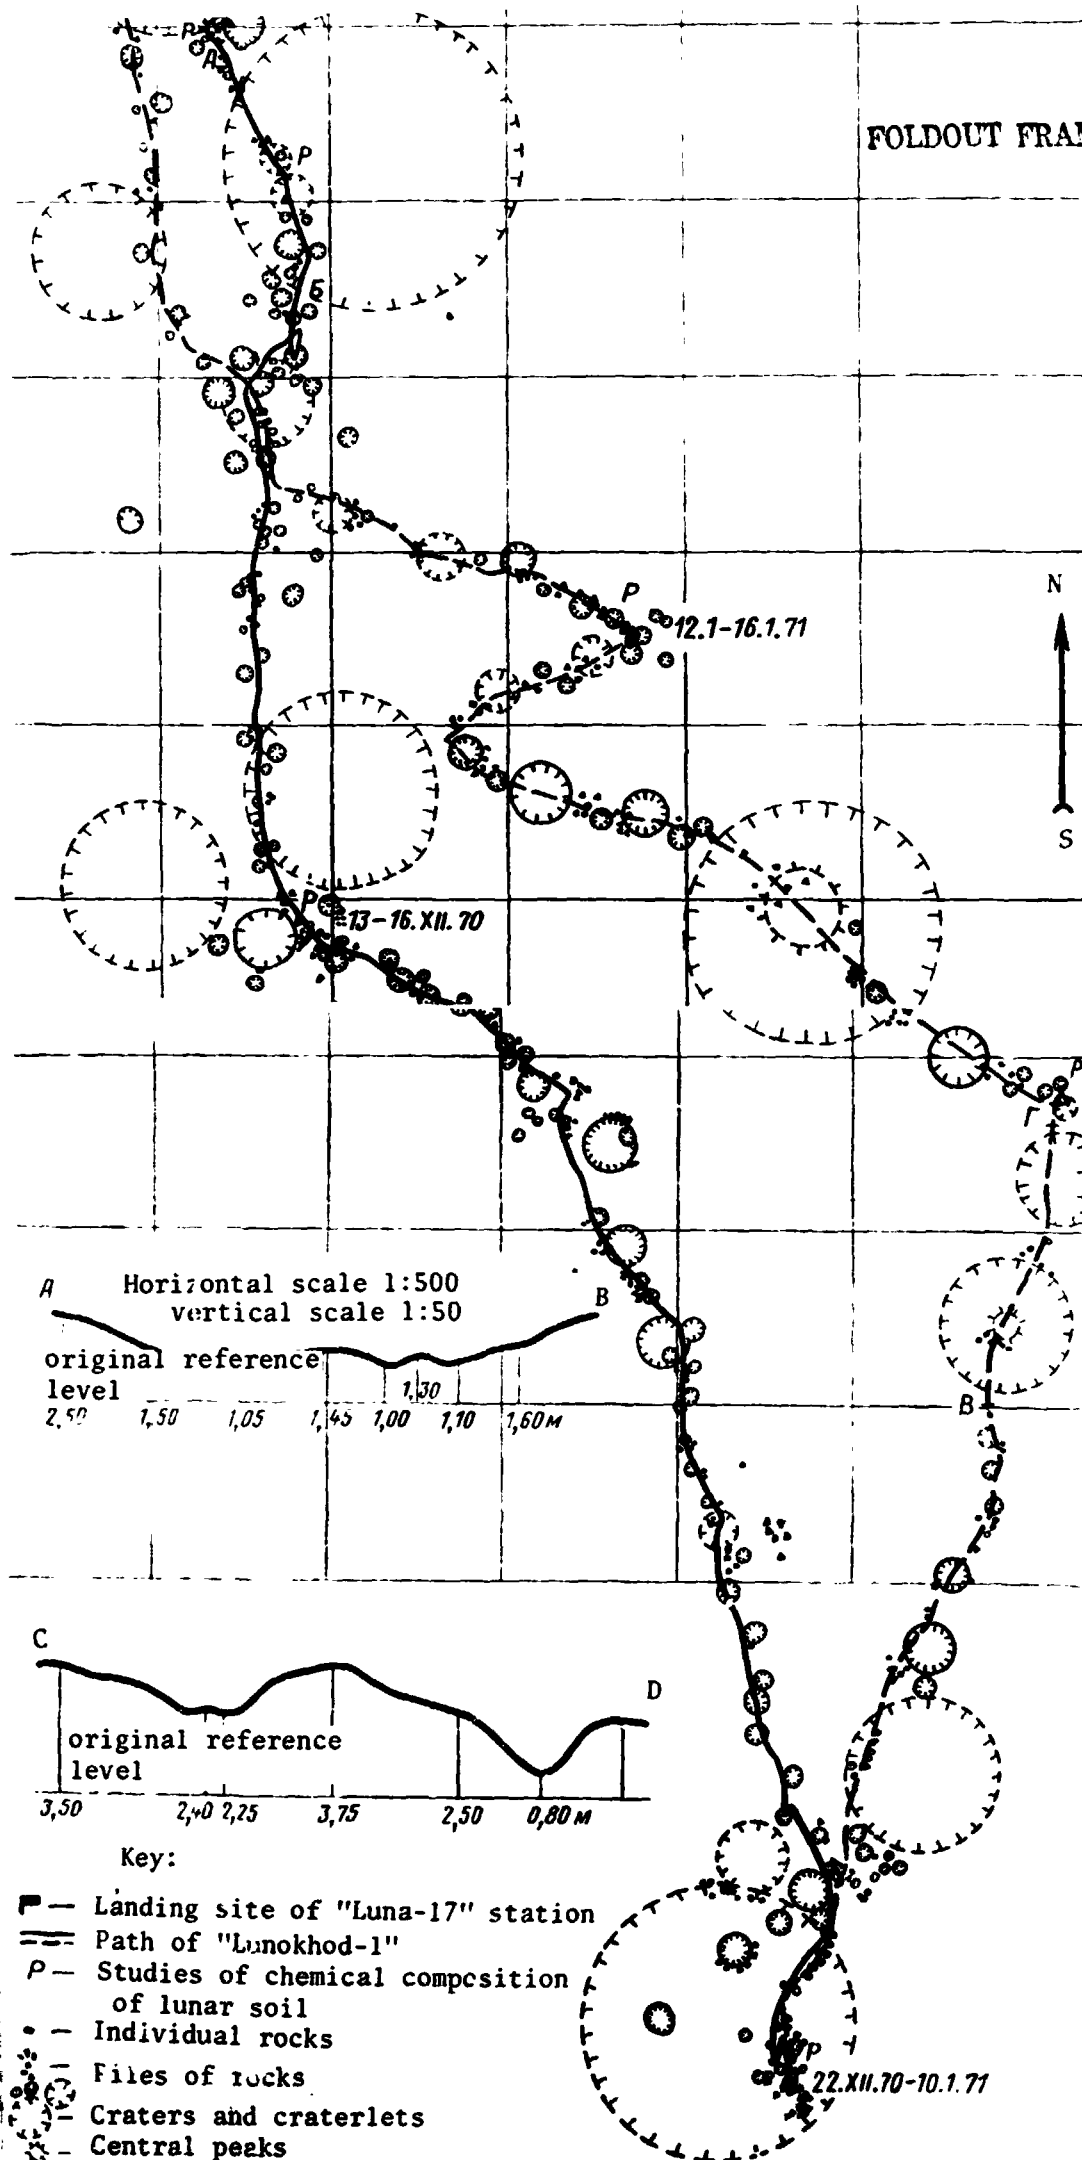 P
A
FOLDOUT FRA
P
Б
N
P
12.1-16.1.71
S
P
13-16.XII.70
P
Г
A
Horizontal scale 1:500
B
vertical scale 1:50
original reference
level
1,30
2,50 1,50 1,05 1,45 1,00 1,10 1,60 м
B
C
D
original reference
level
3,50 2,40 2,25 3,75 2,50 0,80 м
Key:
— Landing site of "Luna-17" station
— Path of "Lunokhod-1"
P — Studies of chemical composition
of lunar soil
— Individual rocks
— Files of rocks
— Craters and craterlets
— Central peaks
P
22.XII.70-10.1.71